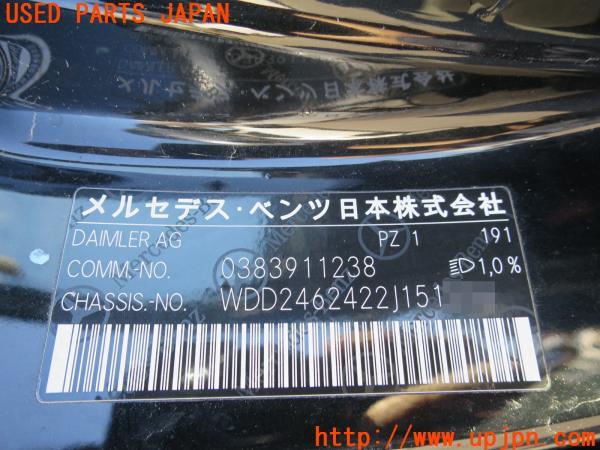 USED PARTS JAPAN
メルセデス・ベンツ日本株式会社
DAIMLER AG PZ 1 191
COMM.-NO. 0383911238 1,0%
CHASSIS.-NO. WDD2462422J151
http://www.upjpn.com